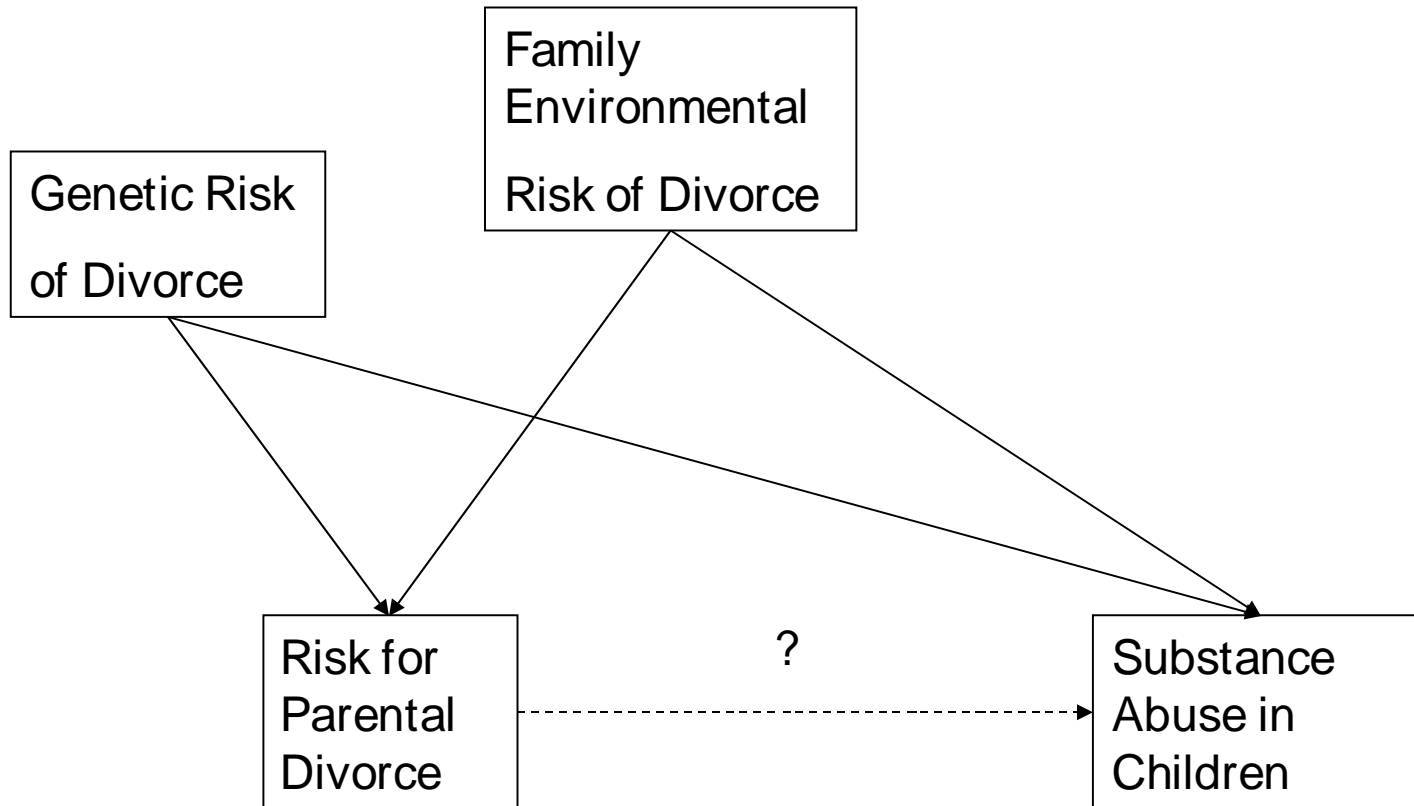 Family
Environmental
Risk of Divorce
Genetic Risk
of Divorce
?
Risk for
Parental
Divorce
Substance
Abuse in
Children